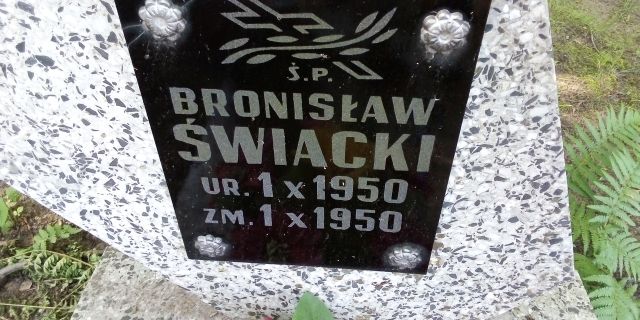 Ś.P.
BRONISŁAW
ŚWIACKI
UR. 1 X 1950
ZM. 1 X 1950